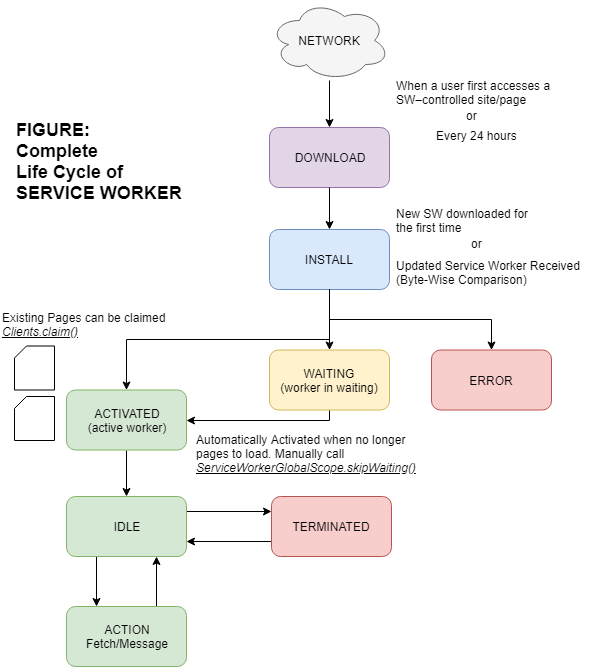 NETWORK
When a user first accesses a
SW–controlled site/page
or
Every 24 hours
FIGURE:
Complete
Life Cycle of
SERVICE WORKER
DOWNLOAD
New SW downloaded for
the first time
or
Updated Service Worker Received
(Byte-Wise Comparison)
INSTALL
Existing Pages can be claimed
Clients.claim()
WAITING
(worker in waiting)
ERROR
ACTIVATED
(active worker)
Automatically Activated when no longer
pages to load. Manually call
ServiceWorkerGlobalScope.skipWaiting()
IDLE
TERMINATED
ACTION
Fetch/Message